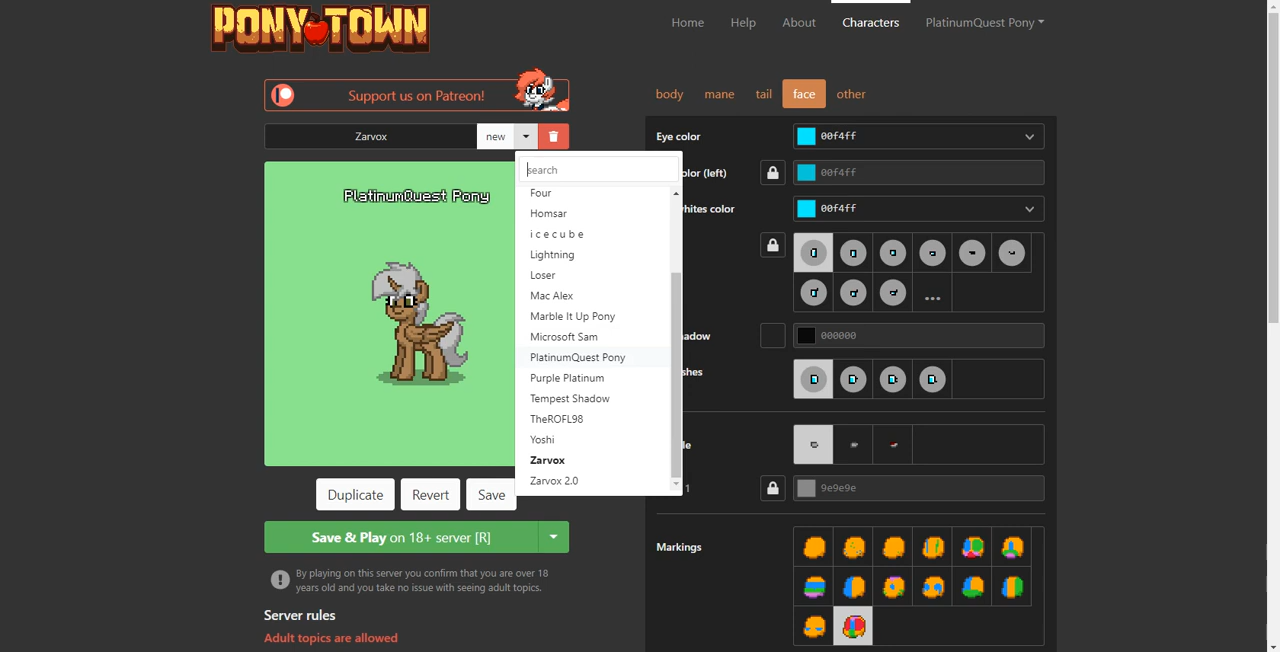 PONY TOWN
Home Help About Characters PlatinumQuest Pony
Support us on Patreon!
body mane tail face other
Zarvox new
search
Four
Homsar
i c e c u b e
Lightning
Loser
Mac Alex
Marble It Up Pony
Microsoft Sam
PlatinumQuest Pony
Purple Platinum
Tempest Shadow
TheROFL98
Yoshi
Zarvox
Zarvox 2.0
PlatinumQuest Pony
Eye color 00f4ff
(left) 00f4ff
color 00f4ff
...
000000
1 9e9e9e
Markings
Duplicate Revert Save
Save & Play on 18+ server [R]
By playing on this server you confirm that you are over 18
years old and you take no issue with seeing adult topics.
Server rules
Adult topics are allowed